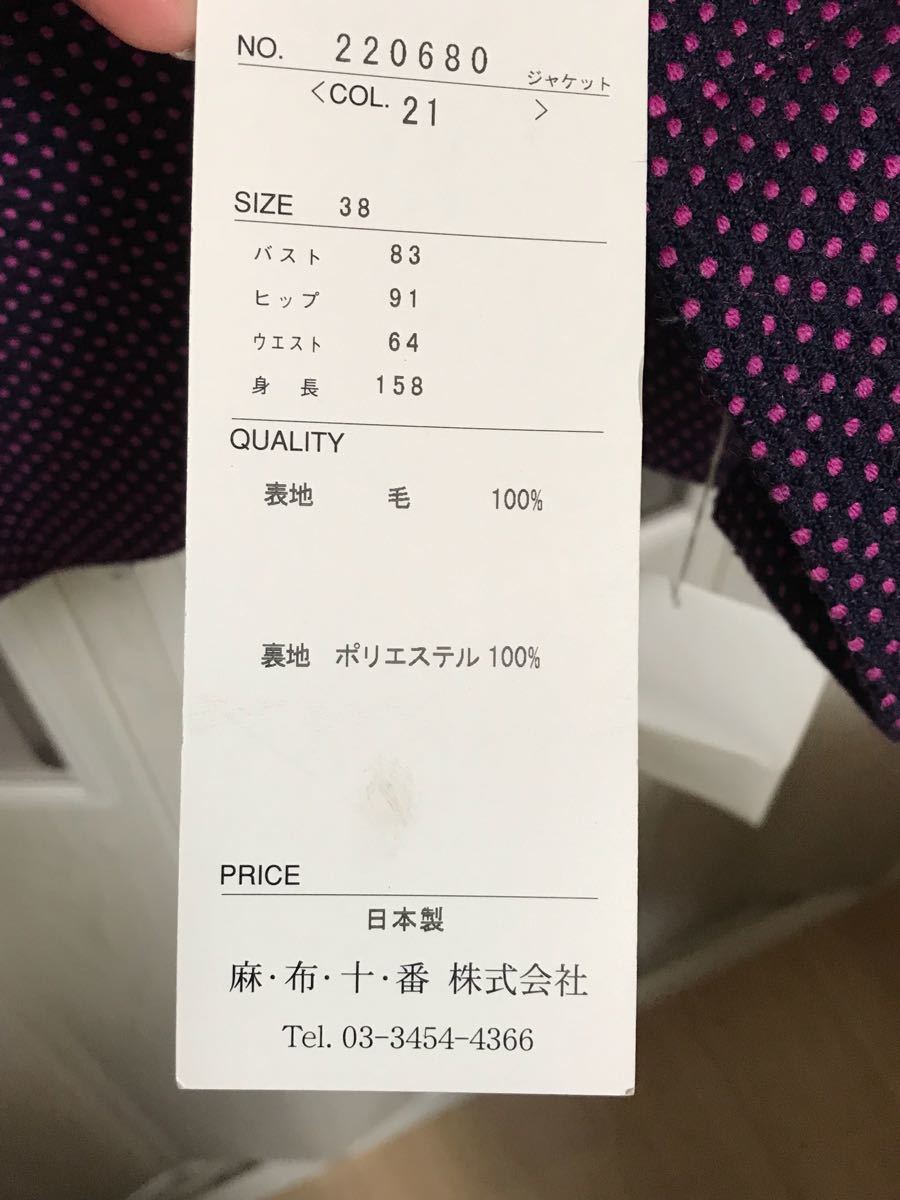 NO. 220680 ジャケット
<COL. 21 >
SIZE 38
バスト 83
ヒップ 91
ウエスト 64
身 長 158
QUALITY
表地 毛 100%
裏地 ポリエステル 100%
PRICE
日本製
麻・布・十・番 株式会社
Tel. 03-3454-4366